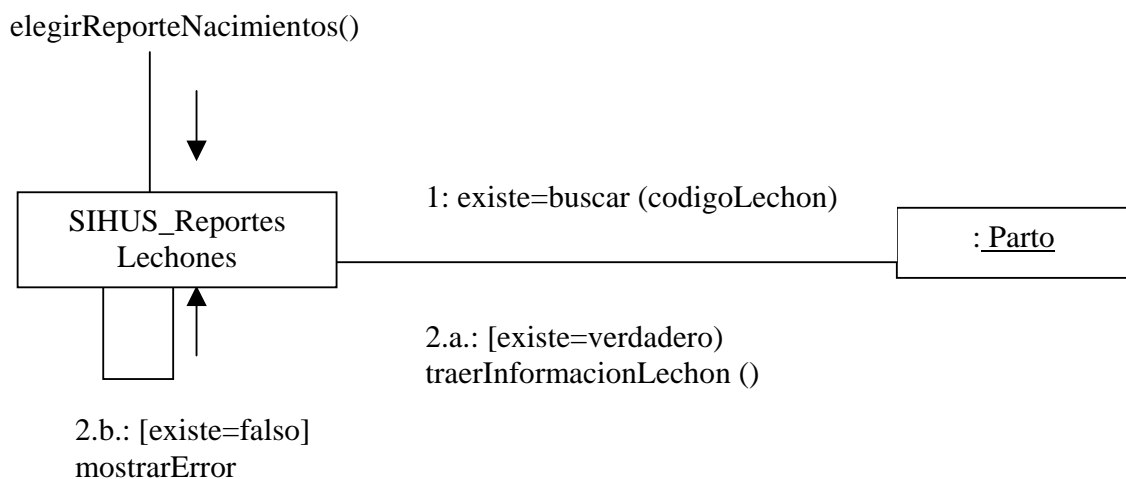 elegirReporteNacimientos()
1: existe=buscar (codigoLechon)
SIHUS_Reportes
Lechones
: Parto
2.a.: [existe=verdadero)
traerInformacionLechon ()
2.b.: [existe=falso]
mostrarError